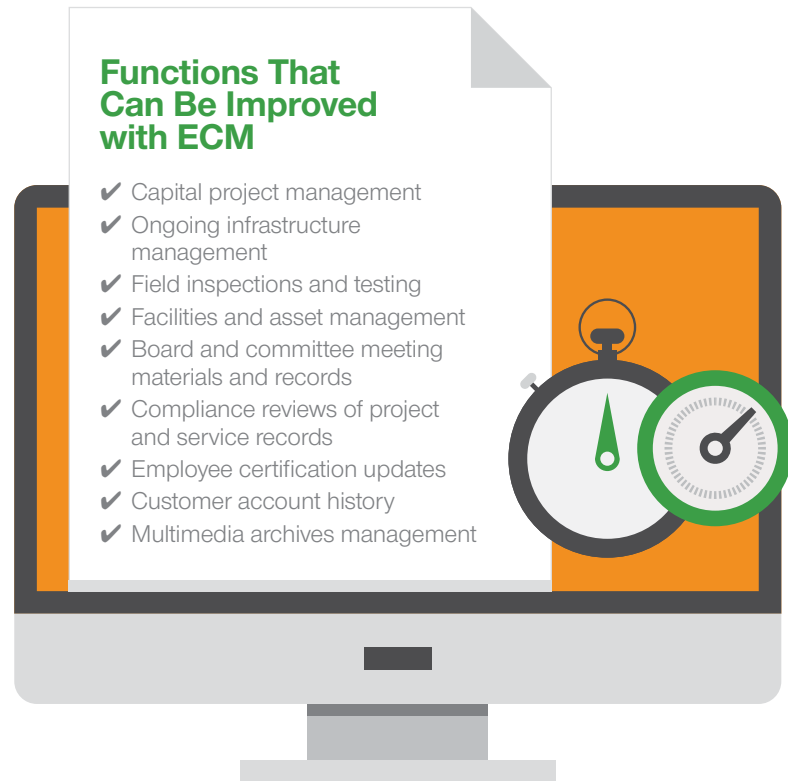 Functions That
Can Be Improved
with ECM
✔ Capital project management
✔ Ongoing infrastructure
management
✔ Field inspections and testing
✔ Facilities and asset management
✔ Board and committee meeting
materials and records
✔ Compliance reviews of project
and service records
✔ Employee certification updates
✔ Customer account history
✔ Multimedia archives management